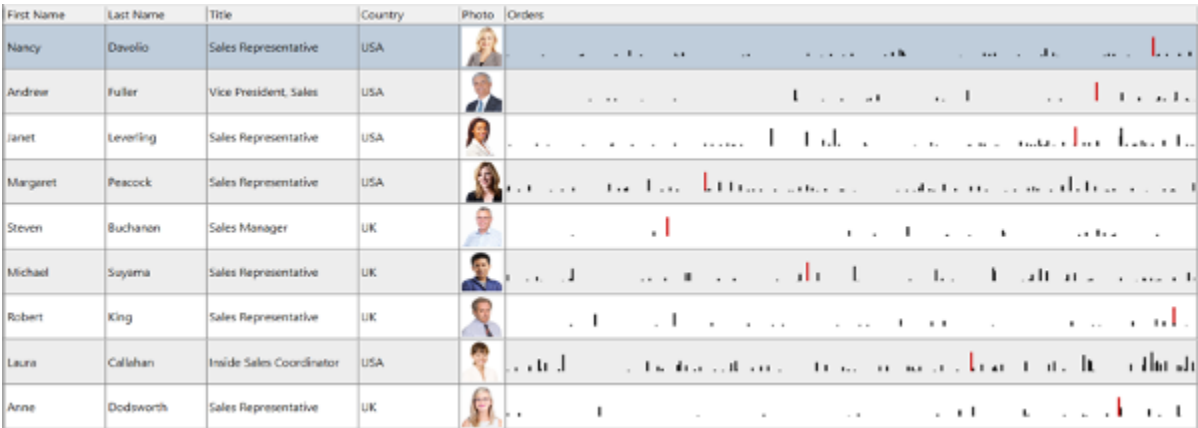 First Name Last Name Title Country Photo Orders
Nancy Davolio Sales Representative USA
Andrew Fuller Vice President, Sales USA
Janet Leverling Sales Representative USA
Margaret Peacock Sales Representative USA
Steven Buchanan Sales Manager UK
Michael Suyama Sales Representative UK
Robert King Sales Representative UK
Laura Callahan Inside Sales Coordinator USA
Anne Dodsworth Sales Representative UK